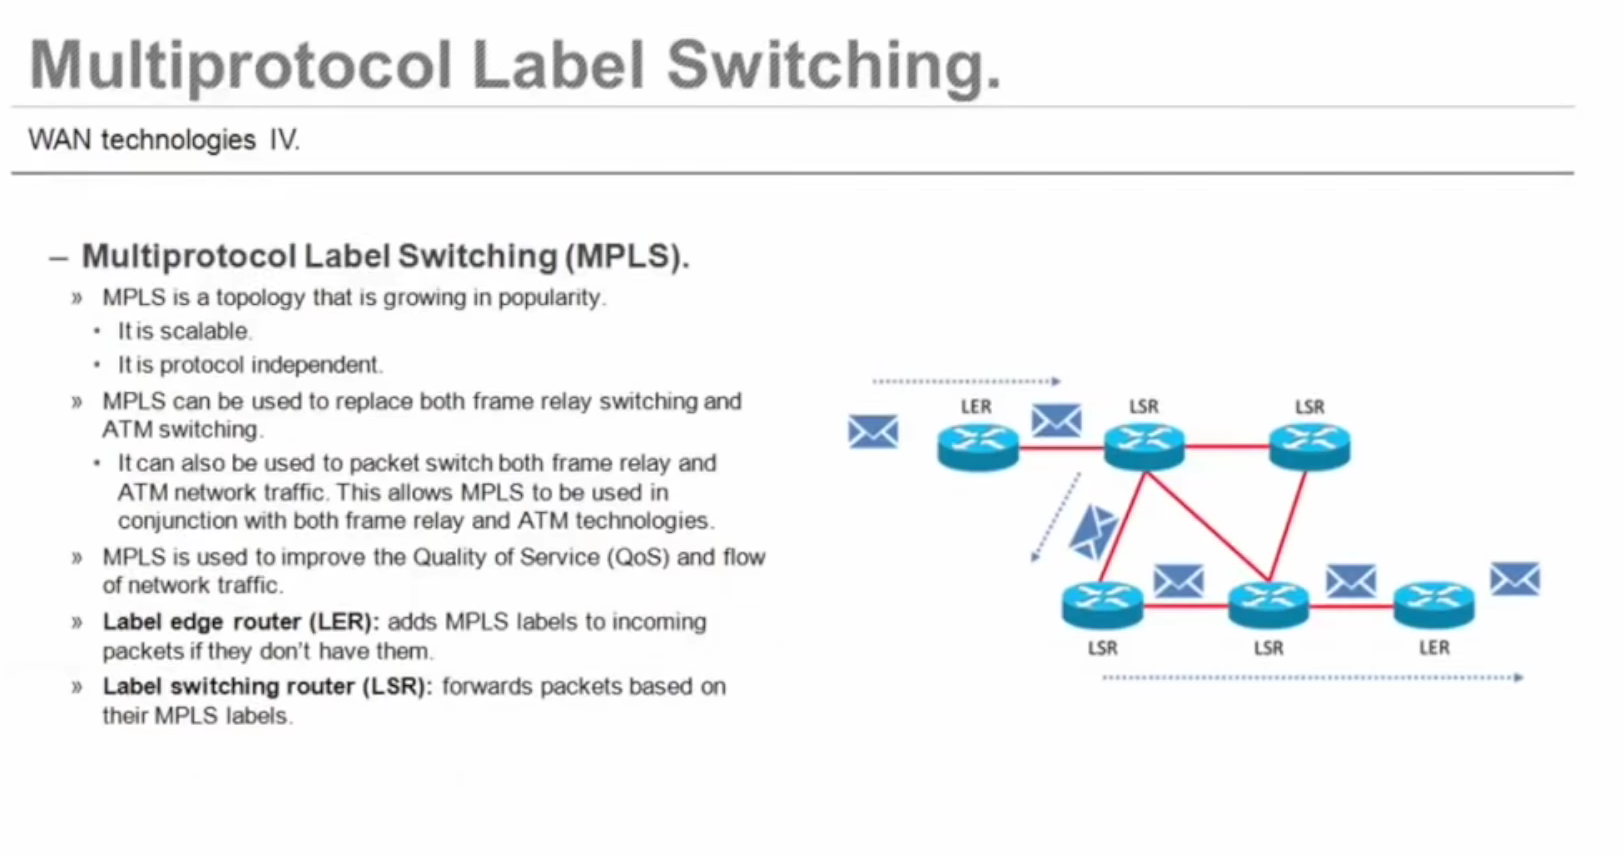 Multiprotocol Label Switching.
WAN technologies IV.
– Multiprotocol Label Switching (MPLS).
» MPLS is a topology that is growing in popularity.
• It is scalable.
• It is protocol independent.
» MPLS can be used to replace both frame relay switching and
ATM switching.
• It can also be used to packet switch both frame relay and
ATM network traffic. This allows MPLS to be used in
conjunction with both frame relay and ATM technologies.
» MPLS is used to improve the Quality of Service (QoS) and flow
of network traffic.
» Label edge router (LER): adds MPLS labels to incoming
packets if they don't have them.
» Label switching router (LSR): forwards packets based on
their MPLS labels.
LER LSR LSR
LSR LSR LER